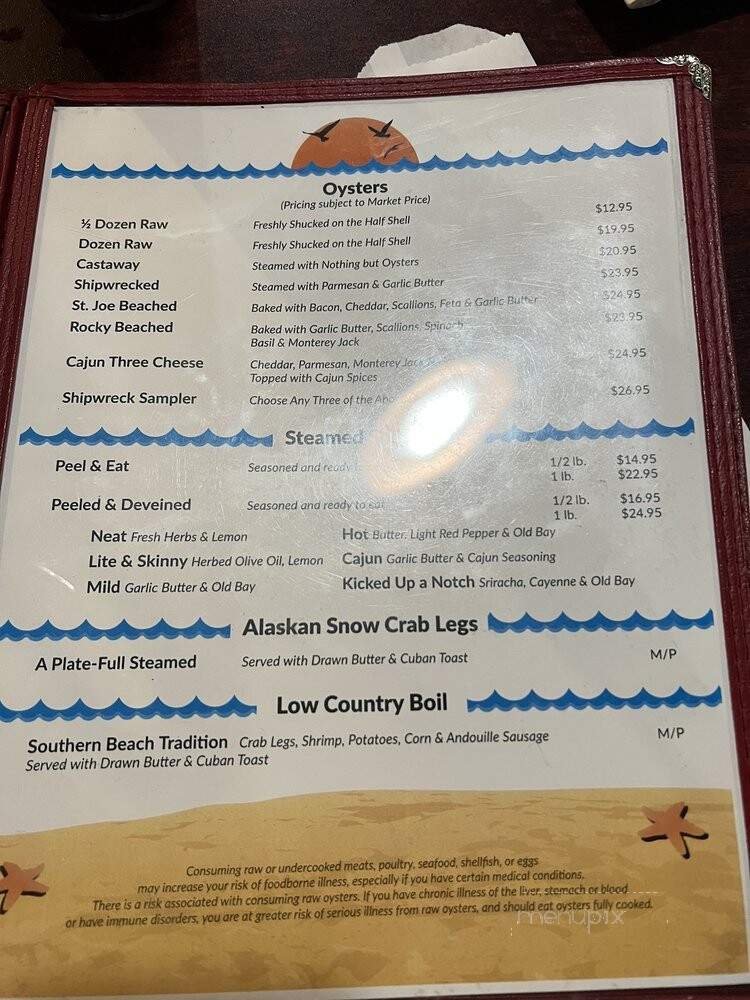 Oysters
(Pricing subject to Market Price)
½ Dozen Raw Freshly Shucked on the Half Shell $12.95
Dozen Raw Freshly Shucked on the Half Shell $19.95
Castaway Steamed with Nothing but Oysters $20.95
Shipwrecked Steamed with Parmesan & Garlic Butter $23.95
St. Joe Beached Baked with Bacon, Cheddar, Scallions, Feta & Garlic Butter $24.95
Rocky Beached Baked with Garlic Butter, Scallions, Spinach $23.95
Basil & Monterey Jack
Cajun Three Cheese Cheddar, Parmesan, Monterey Jack $24.95
Topped with Cajun Spices
Shipwreck Sampler Choose Any Three of the $26.95
Steamed
Peel & Eat Seasoned and ready 1/2 lb. $14.95
1 lb. $22.95
Peeled & Deveined Seasoned and ready to eat 1/2 lb. $16.95
1 lb. $24.95
Neat Fresh Herbs & Lemon Hot Butter, Light Red Pepper & Old Bay
Lite & Skinny Herbed Olive Oil, Lemon Cajun Garlic Butter & Cajun Seasoning
Mild Garlic Butter & Old Bay Kicked Up a Notch Sriracha, Cayenne & Old Bay
Alaskan Snow Crab Legs
A Plate-Full Steamed Served with Drawn Butter & Cuban Toast M/P
Low Country Boil
Southern Beach Tradition Crab Legs, Shrimp, Potatoes, Corn & Andouille Sausage M/P
Served with Drawn Butter & Cuban Toast
Consuming raw or undercooked meats, poultry, seafood, shellfish, or eggs
may increase your risk of foodborne illness, especially if you have certain medical conditions.
There is a risk associated with consuming raw oysters. If you have chronic illness of the liver, stomach or blood
or have immune disorders, you are at greater risk of serious illness from raw oysters, and should eat oysters fully cooked.
menupix